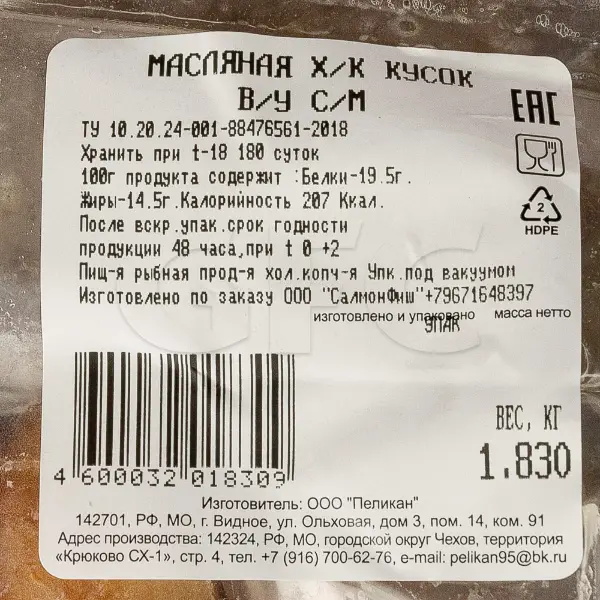 МАСЛЯНАЯ Х/К КУСОК
В/У С/М
EAC
ТУ 10.20.24-001-88476561-2018
Хранить при t-18 180 суток
100г продукта содержит :Белки-19.5г.
Жиры-14.5г.Калорийность 207 Ккал.
2
HDPE
После вскр.упак.срок годности
продукции 48 часа,при t 0 +2
Пищ-я рыбная прод-я хол.копч-я Упк.под вакуумом
Изготовлено по заказу ООО "СалмонФиш"+79671648397
изготовлено и упаковано масса нетто
УПАК
GFC
ВЕС, КГ
1.830
4 600032 018309
Изготовитель: ООО "Пеликан"
142701, РФ, МО, г. Видное, ул. Ольховая, дом 3, пом. 14, ком. 91
Адрес производства: 142324, РФ, МО, городской округ Чехов, территория
«Крюково СХ-1», стр. 4, тел. +7 (916) 700-62-76, e-mail: pelikan95@bk.ru